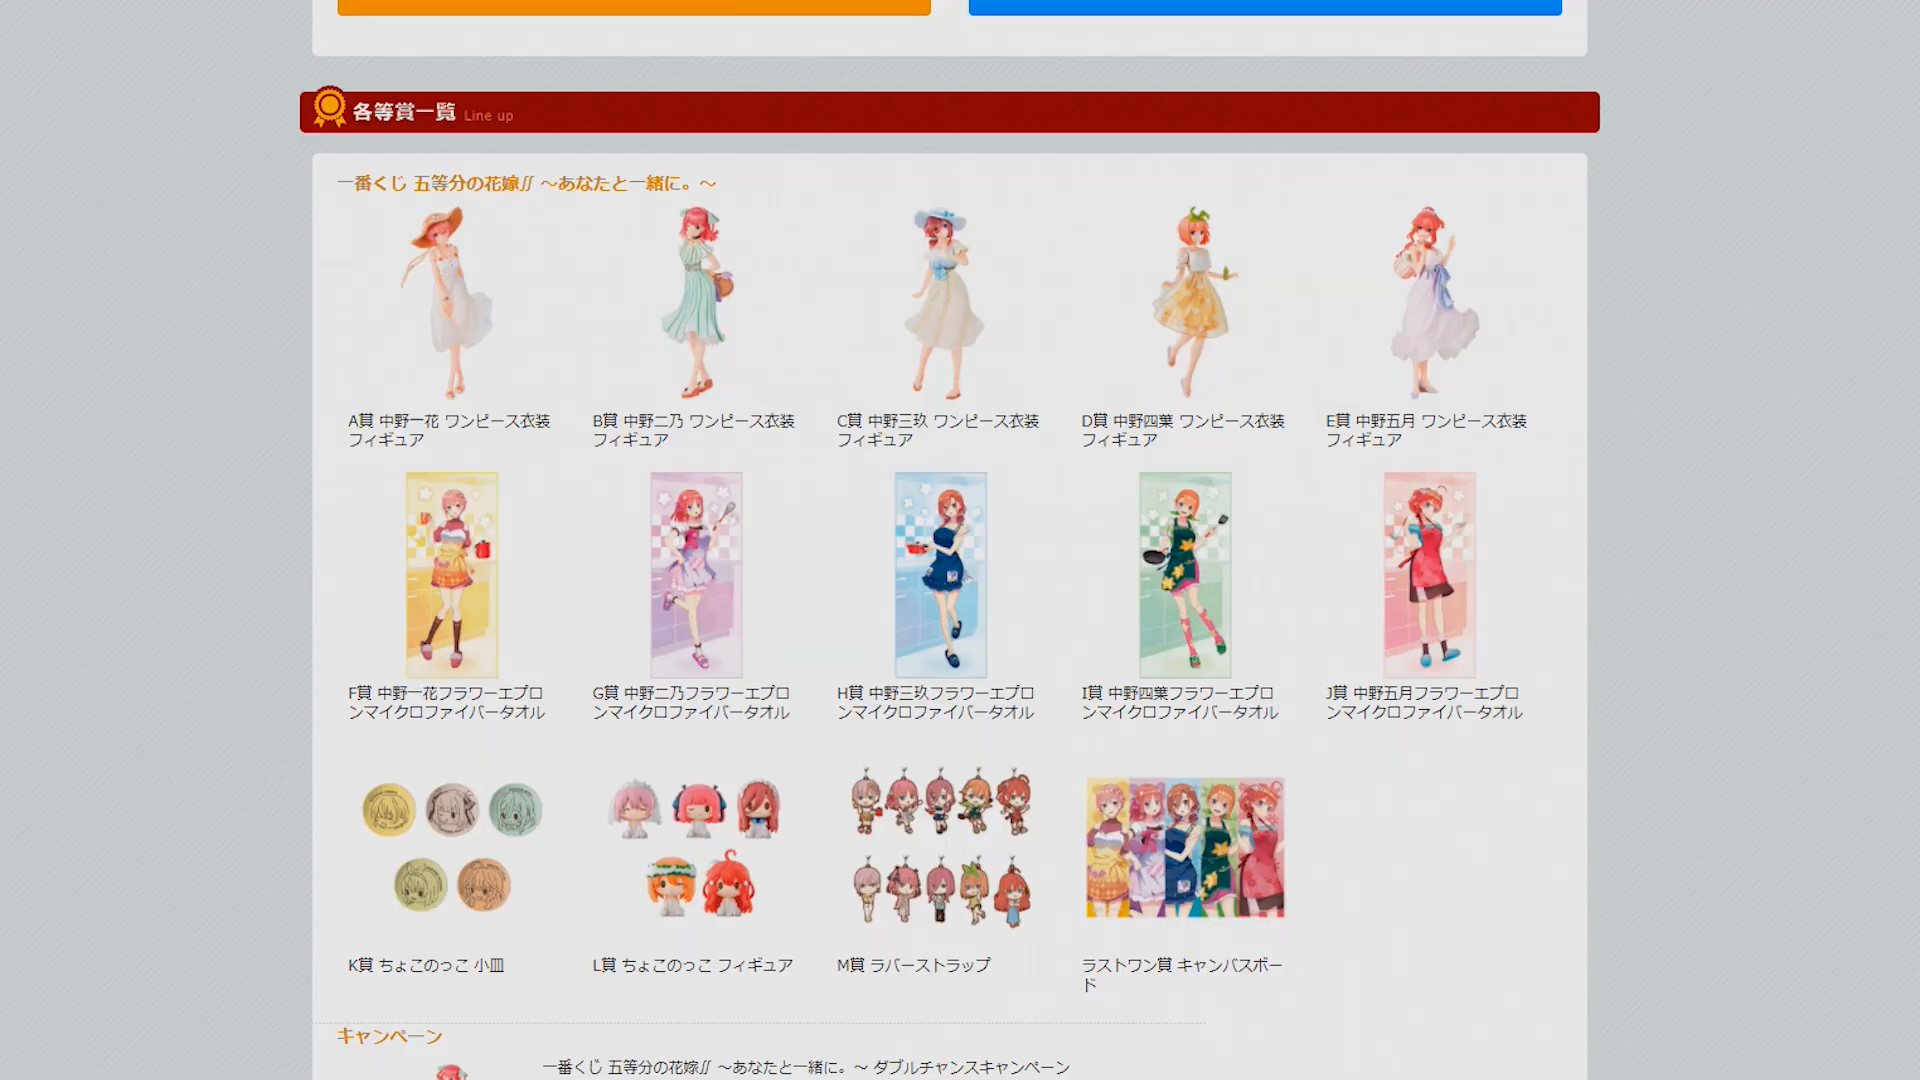 各等賞一覧 Line up
一番くじ 五等分の花嫁∬ ～あなたと一緒に。～
A賞 中野一花 ワンピース衣装
フィギュア
B賞 中野二乃 ワンピース衣装
フィギュア
C賞 中野三玖 ワンピース衣装
フィギュア
D賞 中野四葉 ワンピース衣装
フィギュア
E賞 中野五月 ワンピース衣装
フィギュア
F賞 中野一花フラワーエプロ
ンマイクロファイバータオル
G賞 中野二乃フラワーエプロ
ンマイクロファイバータオル
H賞 中野三玖フラワーエプロ
ンマイクロファイバータオル
I賞 中野四葉フラワーエプロ
ンマイクロファイバータオル
J賞 中野五月フラワーエプロ
ンマイクロファイバータオル
K賞 ちょこのっこ 小皿
L賞 ちょこのっこ フィギュア
M賞 ラバーストラップ
ラストワン賞 キャンバスボー
ド
キャンペーン
一番くじ 五等分の花嫁∬ ～あなたと一緒に。～ ダブルチャンスキャンペーン